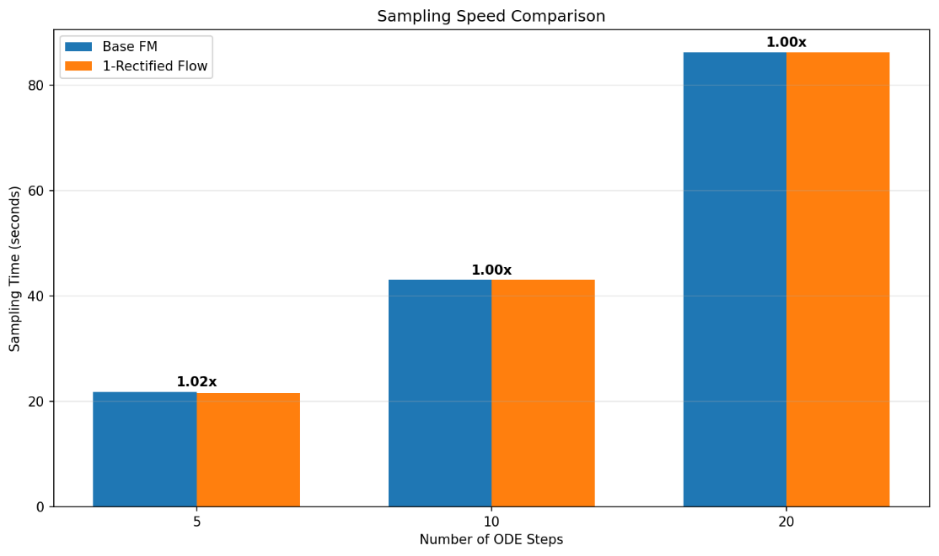 Sampling Speed Comparison
Base FM
1-Rectified Flow
1.02x
1.00x
1.00x
Sampling Time (seconds)
80
60
40
20
0
5
10
20
Number of ODE Steps